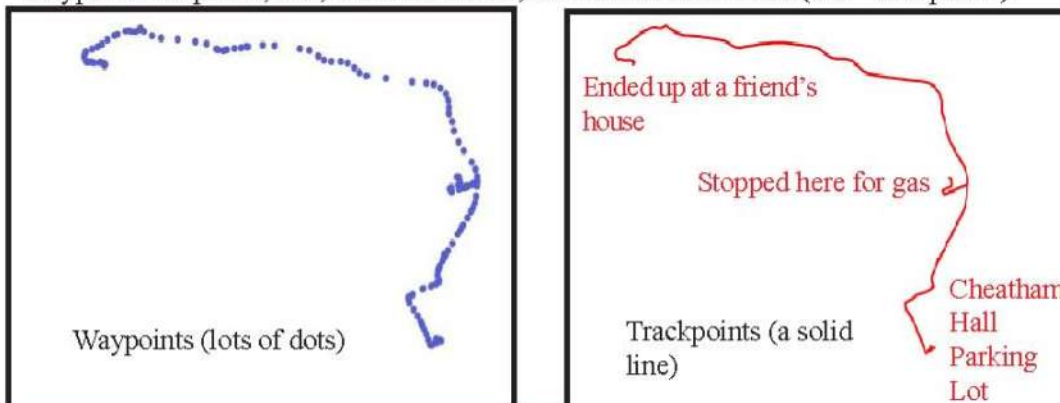 Ended up at a friend's
house
Stopped here for gas
Waypoints (lots of dots)
Trackpoints (a solid
line)
Cheatham
Hall
Parking
Lot